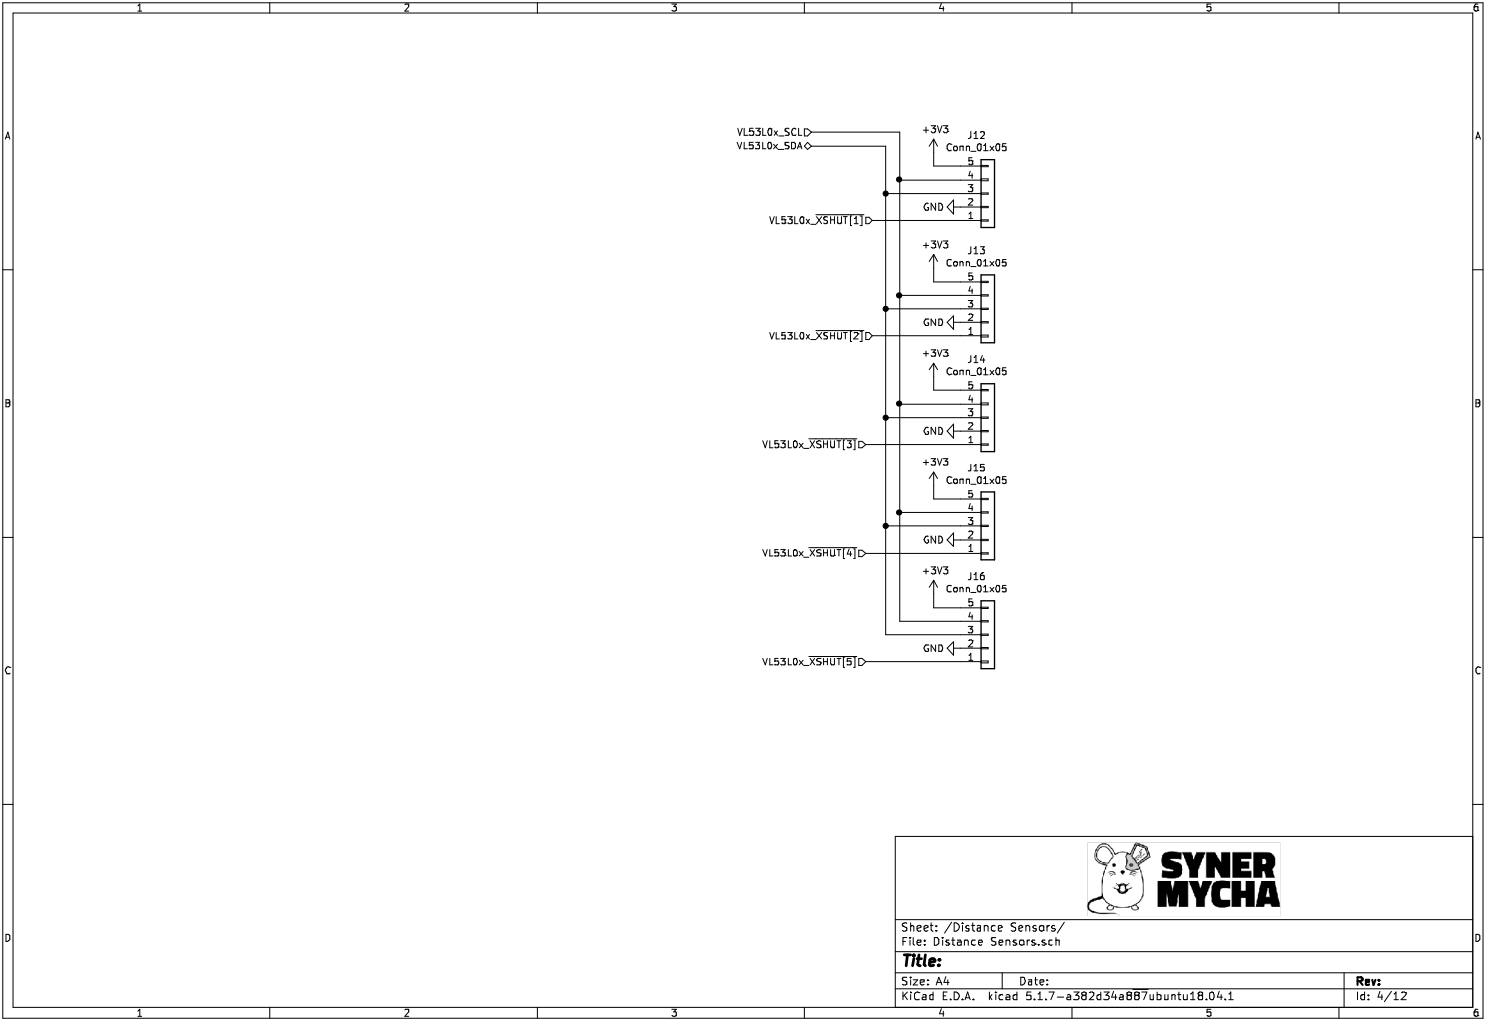 1 2 3 4 5 6
A A
VL53L0x_SCL
VL53L0x_SDA
+3V3
J12
Conn_01x05
5
4
3
GND 2
VL53L0x_XSHUT[1] 1
+3V3
J13
Conn_01x05
5
4
3
GND 2
VL53L0x_XSHUT[2] 1
+3V3
J14
Conn_01x05
5
4
3
GND 2
VL53L0x_XSHUT[3] 1
B B
+3V3
J15
Conn_01x05
5
4
3
GND 2
VL53L0x_XSHUT[4] 1
+3V3
J16
Conn_01x05
5
4
3
GND 2
VL53L0x_XSHUT[5] 1
C C
SYNER
MYCHA
Sheet: /Distance Sensors/
File: Distance Sensors.sch
D D
Title:
Size: A4 Date: Rev:
KiCad E.D.A. kicad 5.1.7-a382d34a887ubuntu18.04.1 Id: 4/12
1 2 3 4 5 6